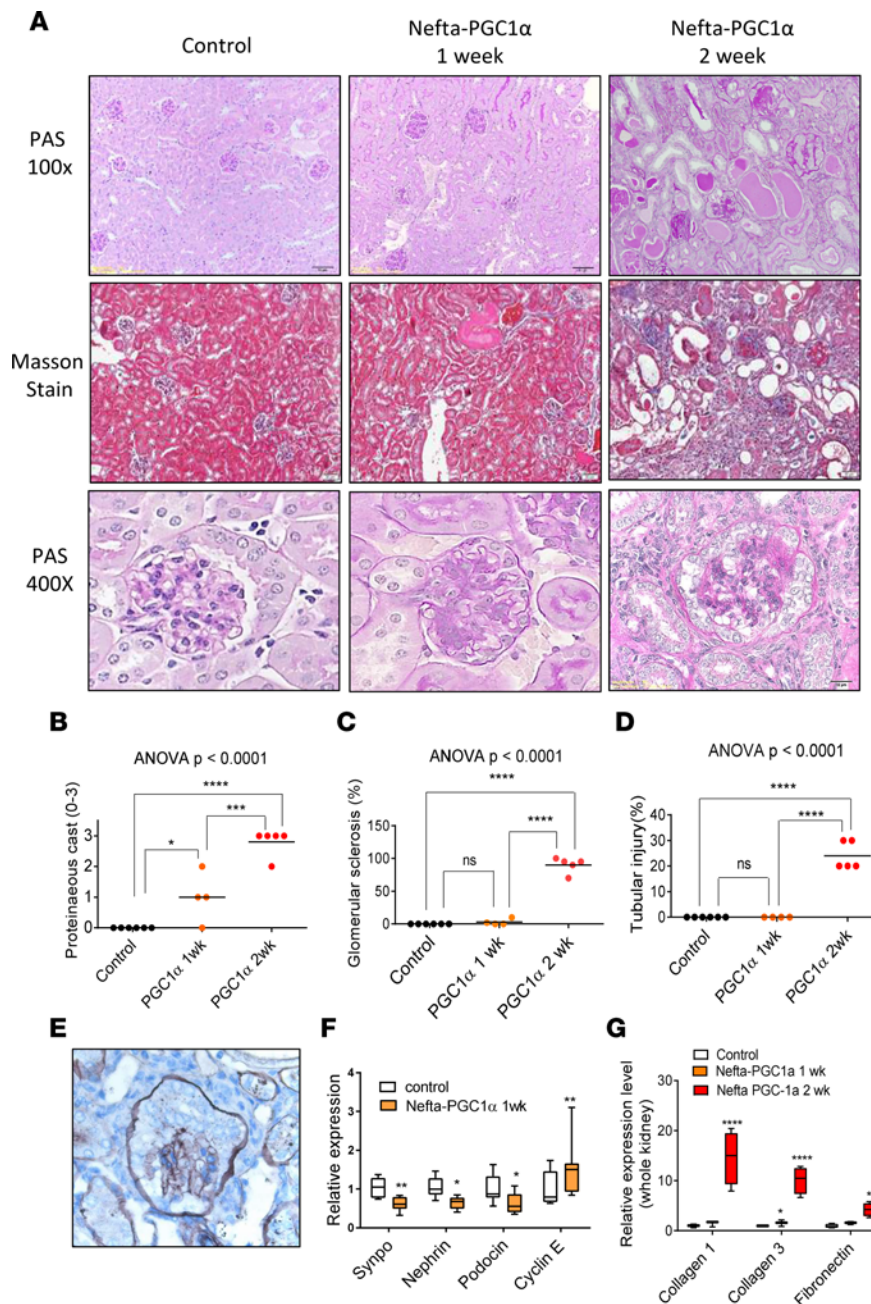 A
Control
Nefta-PGC1α
1 week
Nefta-PGC1α
2 week
PAS
100x
Masson
Stain
PAS
400X
B
ANOVA p < 0.0001
****
***
*
Proteinaeous cast (0-3)
3
2
1
0
Control
PGC1α 1wk
PGC1α 2wk
C
ANOVA p < 0.0001
****
****
ns
Glomerular sclerosis (%)
150
100
50
0
Control
PGC1α 1 wk
PGC1α 2 wk
D
ANOVA p < 0.0001
****
****
ns
Tubular injury(%)
40
30
20
10
0
Control
PGC1α 1wk
PGC1α 2wk
E
F
control
Nefta-PGC1α 1wk
Relative expression
4
3
2
1
0
**
*
*
**
Synpo
Nephrin
Podocin
Cyclin E
G
Control
Nefta-PGC1a 1 wk
Nefta PGC-1a 2 wk
Relative expression level
(whole kidney)
30
20
10
0
****
*
****
*
Collagen 1
Collagen 3
Fibronectin